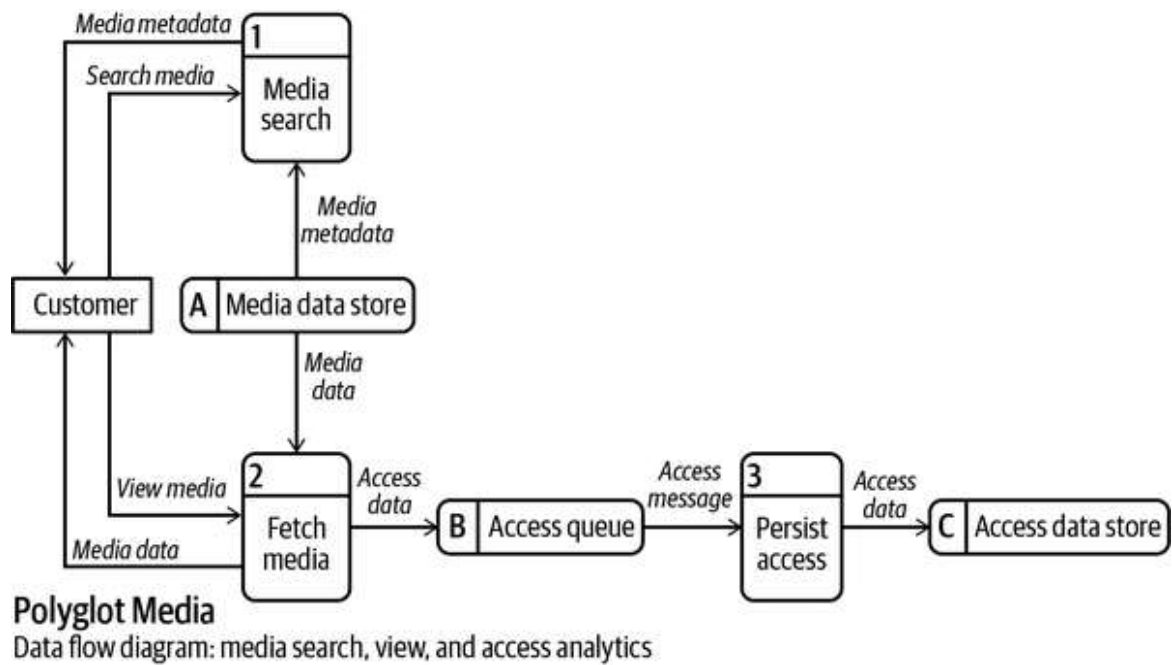 Media metadata
1
Search media
Media
search
Media
metadata
Customer
A
Media data store
Media
data
2
View media
Fetch
media
Media data
Access
data
B
Access queue
Access
message
3
Persist
access
Access
data
C
Access data store
Polyglot Media
Data flow diagram: media search, view, and access analytics